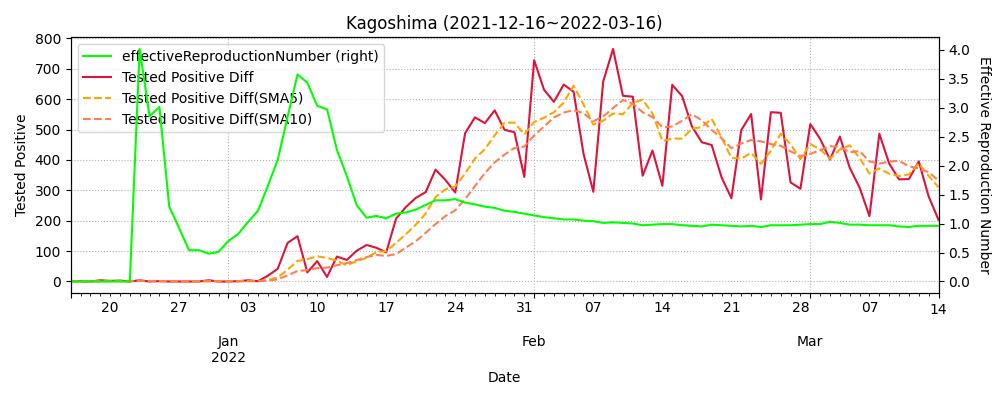 Kagoshima (2021-12-16~2022-03-16)
effectiveReproductionNumber (right)
Tested Positive Diff
Tested Positive Diff(SMA5)
Tested Positive Diff(SMA10)
800
700
600
500
400
300
200
100
0
Tested Positive
4.0
3.5
3.0
2.5
2.0
1.5
1.0
0.5
0.0
Effective Reproduction Number
20 27 03 10 17 24 31 07 14 21 28 07 14
Jan Feb Mar
2022
Date